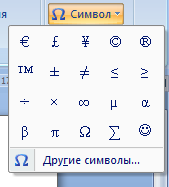 Ω Символ
€ £ ¥ © ®
™ ± ≠ ≤ ≥
÷ × ∞ µ α
β π Ω ∑ ☺
Ω Другие символы...